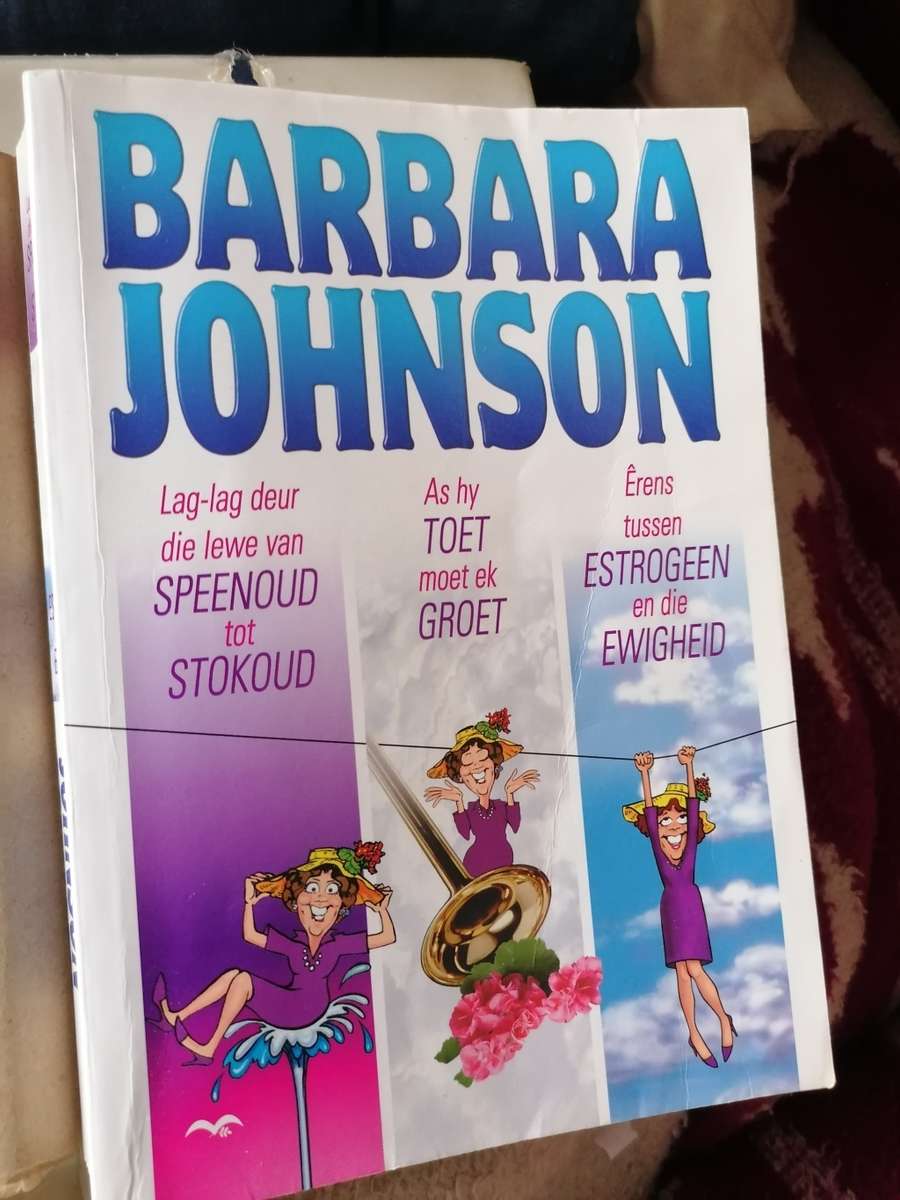 BARBARA
JOHNSON
Lag-lag deur
die lewe van
SPEENOUD
tot
STOKOUD
As hy
TOET
moet ek
GROET
Êrens
tussen
ESTROGEEN
en die
EWIGHEID